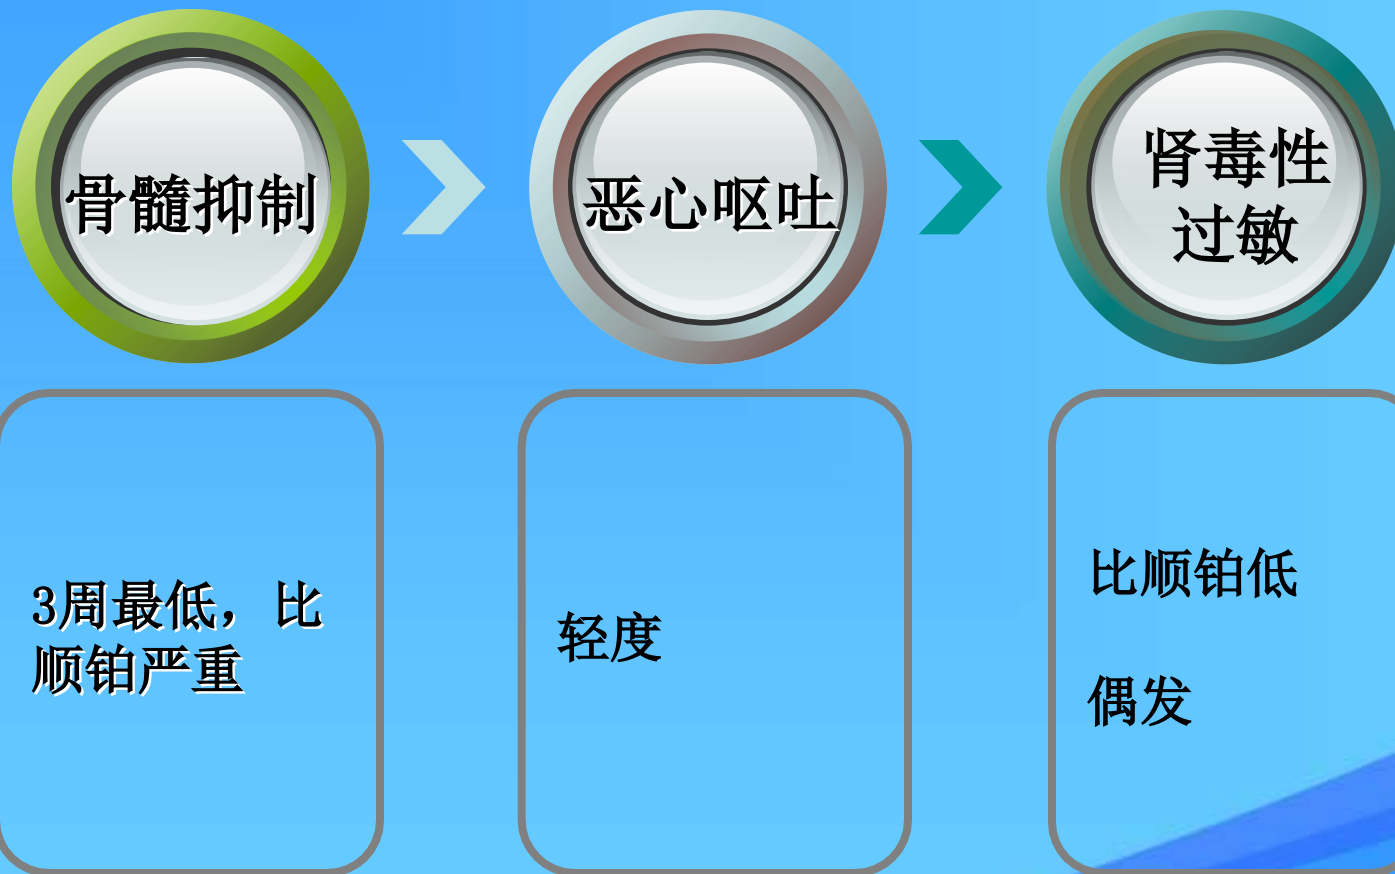 骨髓抑制
恶心呕吐
肾毒性
过敏
3周最低，比
顺铂严重
轻度
比顺铂低
偶发